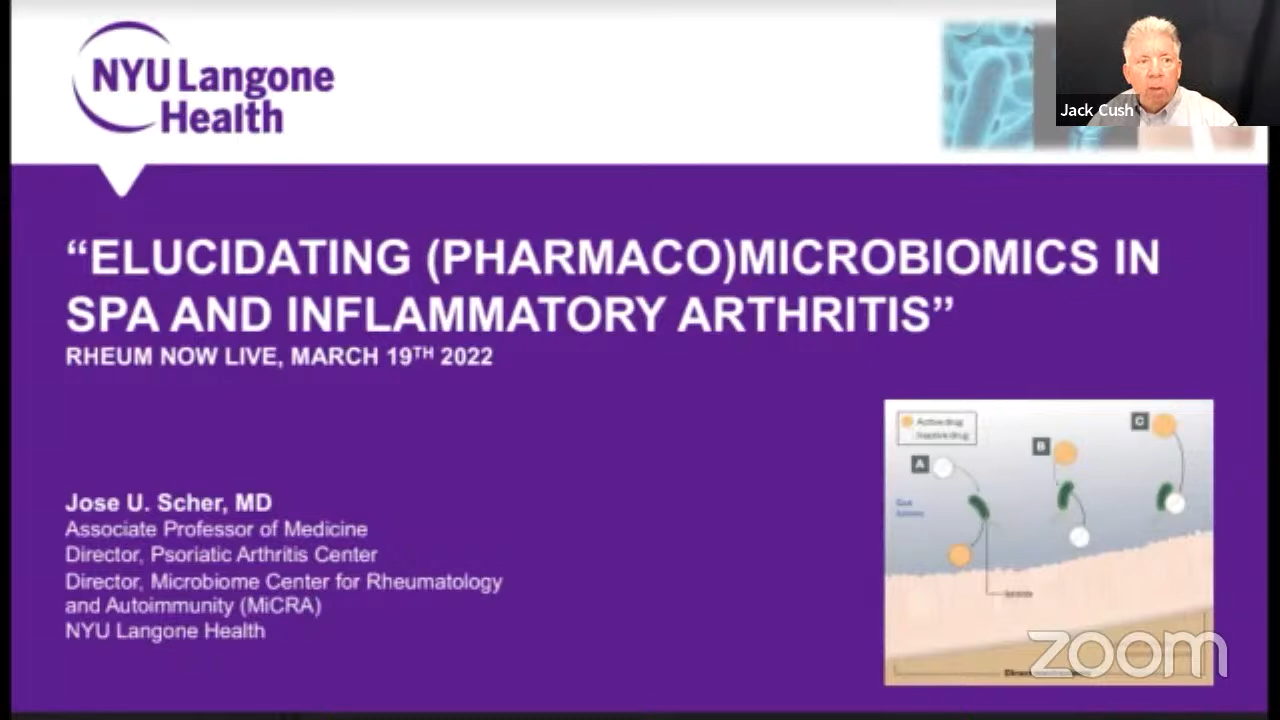 NYU Langone
Health
Jack Cush
“ELUCIDATING (PHARMACO)MICROBIOMICS IN
SPA AND INFLAMMATORY ARTHRITIS”
RHEUM NOW LIVE, MARCH 19TH 2022
Jose U. Scher, MD
Associate Professor of Medicine
Director, Psoriatic Arthritis Center
Director, Microbiome Center for Rheumatology
and Autoimmunity (MiCRA)
NYU Langone Health
Active drug
Inactive drug
A
B
C
zoom